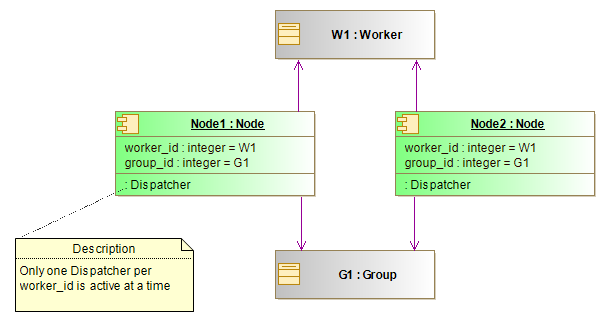 W1 : Worker
Node1 : Node
worker_id : integer = W1
group_id : integer = G1
: Dispatcher
Node2 : Node
worker_id : integer = W1
group_id : integer = G1
: Dispatcher
Description
Only one Dispatcher per
worker_id is active at a time
G1 : Group